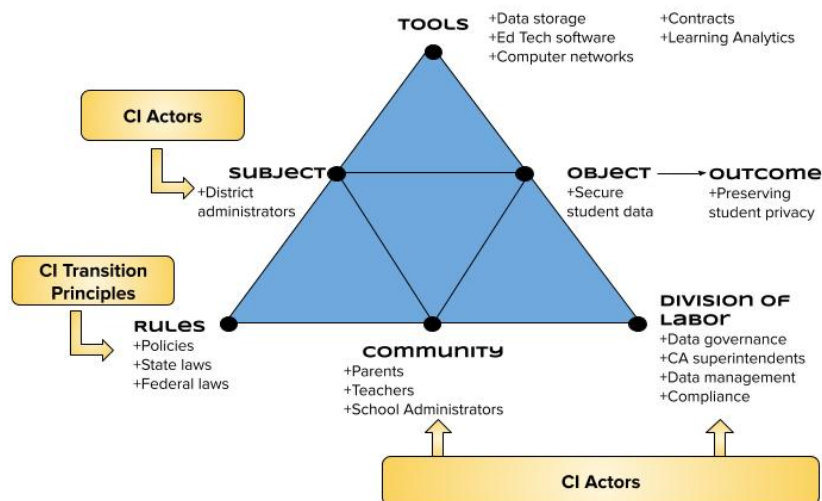 TOOLS
+Data storage
+Ed Tech software
+Computer networks
+Contracts
+Learning Analytics
CI Actors
SUBJECT
+District
administrators
OBJECT
+Secure
student data
OUTCOME
+Preserving
student privacy
CI Transition
Principles
RULES
+Policies
+State laws
+Federal laws
COMMUNITY
+Parents
+Teachers
+School Administrators
DIVISION OF
LABOR
+Data governance
+CA superintendents
+Data management
+Compliance
CI Actors